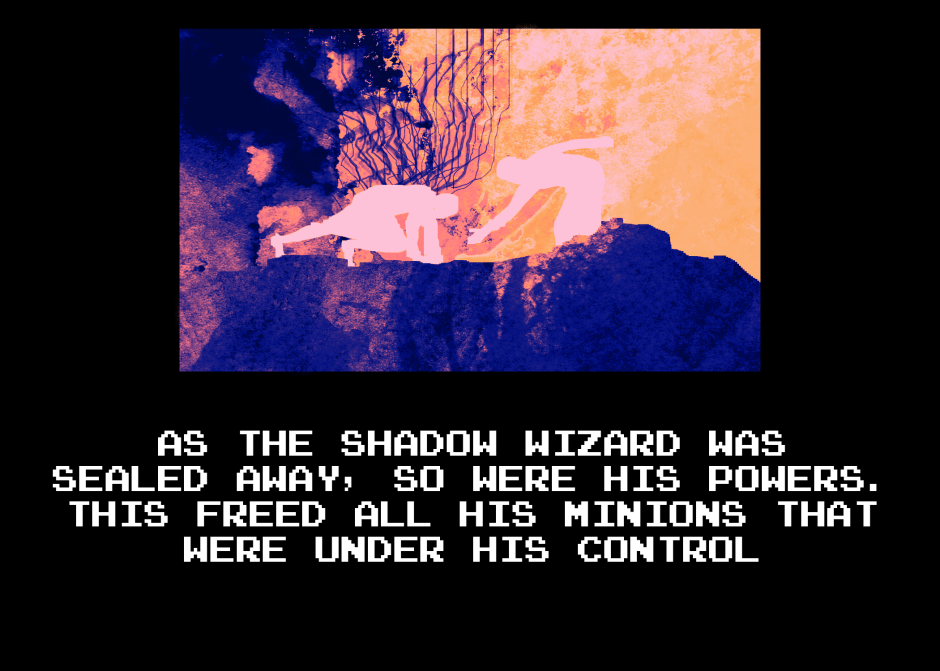 AS THE SHADOW WIZARD WAS
SEALED AWAY, SO WERE HIS POWERS.
THIS FREED ALL HIS MINIONS THAT
WERE UNDER HIS CONTROL